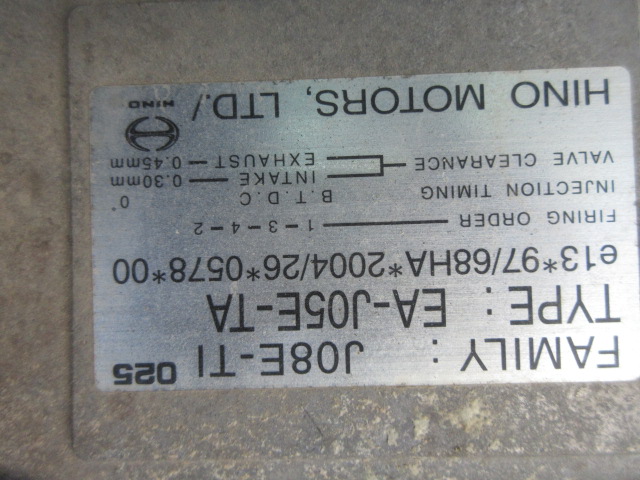 FAMILY : J08E-TI 025
TYPE : EA-J05E-TA
e13*97/68HA*2004/26*0578*00
FIRING ORDER 1-3-4-2
INJECTION TIMING B.T.D.C 0°
VALVE CLEARANCE INTAKE 0.30mm
EXHAUST 0.45mm
HINO MOTORS, LTD./ HINO